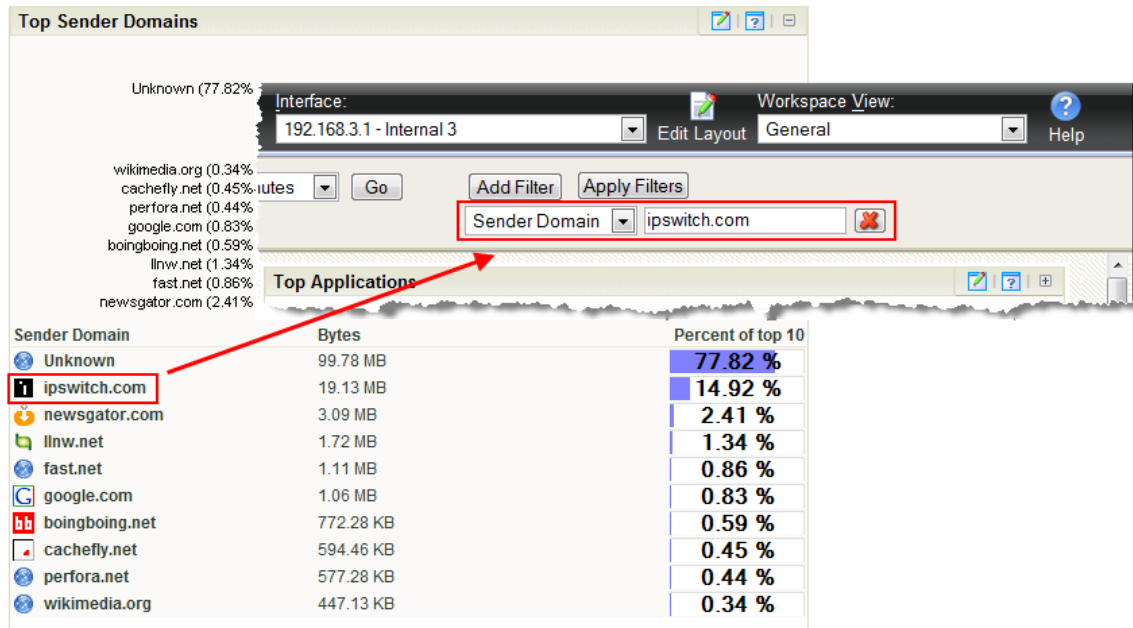 Top Sender Domains
Unknown (77.82%
Interface:
Workspace View:
192.168.3.1 - Internal 3
Edit Layout
General
Help
wikimedia.org (0.34%
cachefly.net (0.45%
utes
Go
Add Filter
Apply Filters
perfora.net (0.44%
google.com (0.83%
Sender Domain
ipswitch.com
boingboing.net (0.59%
llnw.net (1.34%
fast.net (0.86%
Top Applications
newsgator.com (2.41%
Sender Domain Bytes Percent of top 10
Unknown 99.78 MB 77.82 %
ipswitch.com 19.13 MB 14.92 %
newsgator.com 3.09 MB 2.41 %
llnw.net 1.72 MB 1.34 %
fast.net 1.11 MB 0.86 %
google.com 1.06 MB 0.83 %
boingboing.net 772.28 KB 0.59 %
cachefly.net 594.46 KB 0.45 %
perfora.net 577.28 KB 0.44 %
wikimedia.org 447.13 KB 0.34 %